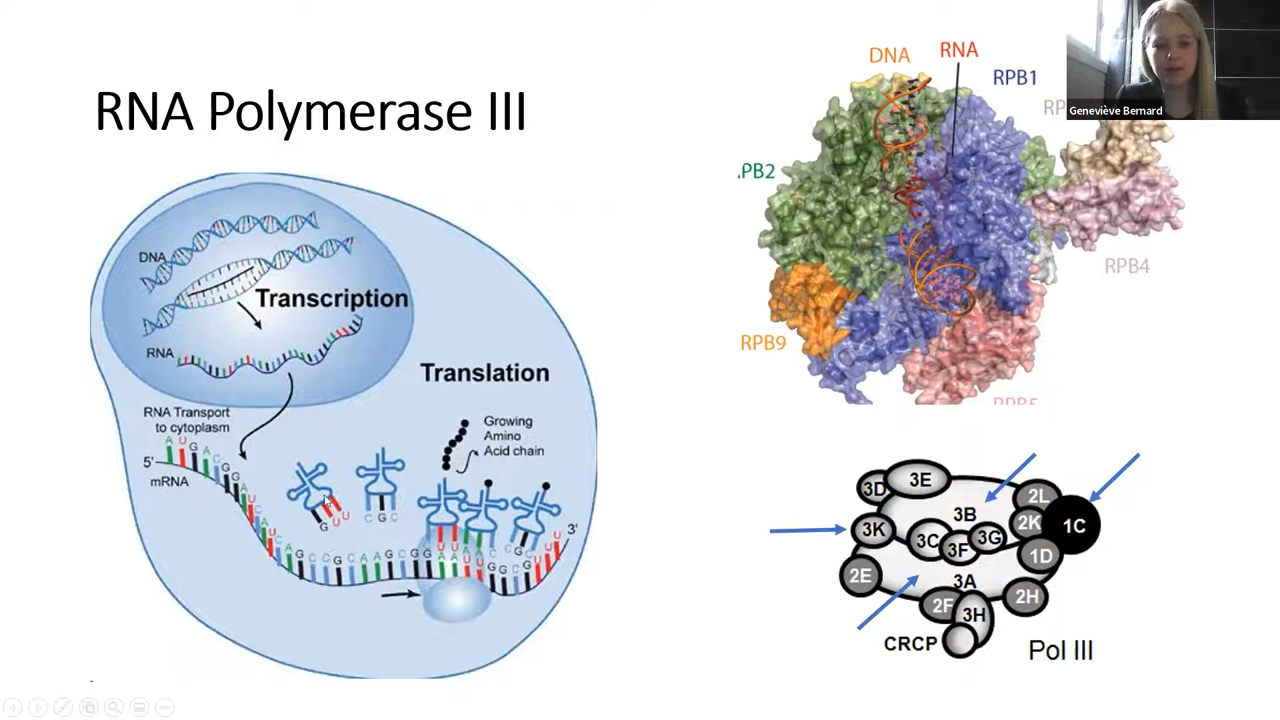 RNA Polymerase III
DNA
RNA
RPB1
RP
Geneviève Bernard
.PB2
RPB4
RPB9
RPB5
DNA
Transcription
RNA
Translation
RNA Transport
to cytoplasm
Growing
Amino
Acid chain
5'
mRNA
3'
A U G A C G G A U C A U C A G C C G C A A G C G G A A U G G C G U U U
G U U
C G C
U U
C G C
3D
3E
3B
2L
3K
3C
3F
3G
2K
1C
1D
2E
3A
2F
3H
2H
CRCP
Pol III